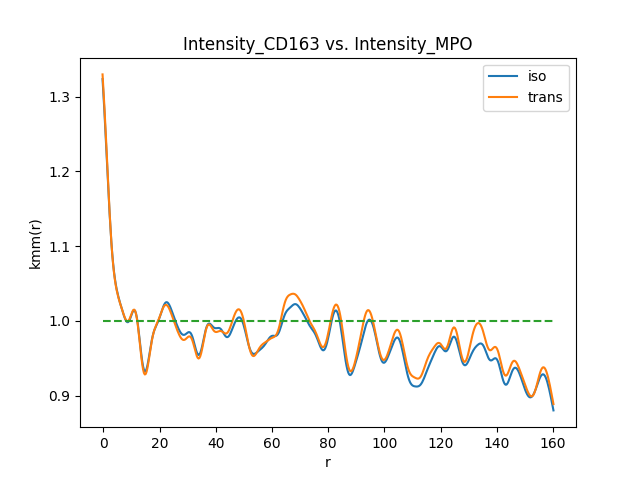 Intensity_CD163 vs. Intensity_MPO
iso
trans
kmm(r)
1.3
1.2
1.1
1.0
0.9
0 20 40 60 80 100 120 140 160
r